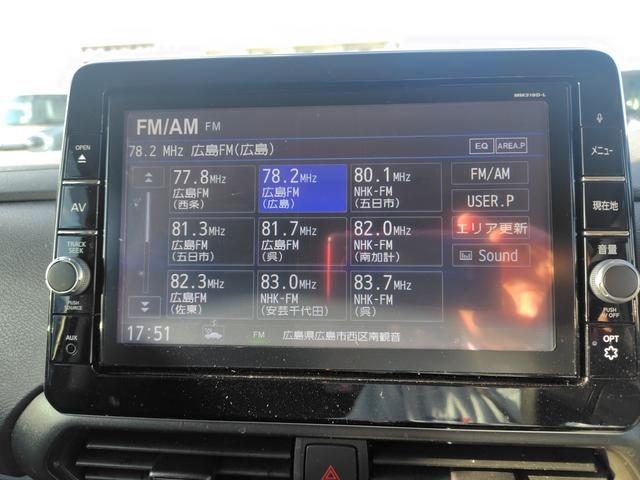 MM319D-L
OPEN
AV
TRACK
SEEK
PUSH
SOURCE
AUX
FM/AM FM
78.2 MHz 広島FM(広島) EQ AREA.P
77.8MHz
広島FM
(西条)
78.2MHz
広島FM
(広島)
80.1MHz
NHK-FM
(五日市)
81.3MHz
広島FM
(五日市)
81.7MHz
広島FM
(呉)
82.0MHz
NHK-FM
(南加計)
82.3MHz
広島FM
(佐東)
83.0MHz
NHK-FM
(安芸千代田)
83.7MHz
NHK-FM
(呉)
FM/AM
USER.P
エリア更新
Sound
17:51 FM 広島県広島市西区南観音
メニュー
現在地
音量
PUSH
AV OFF
OPT